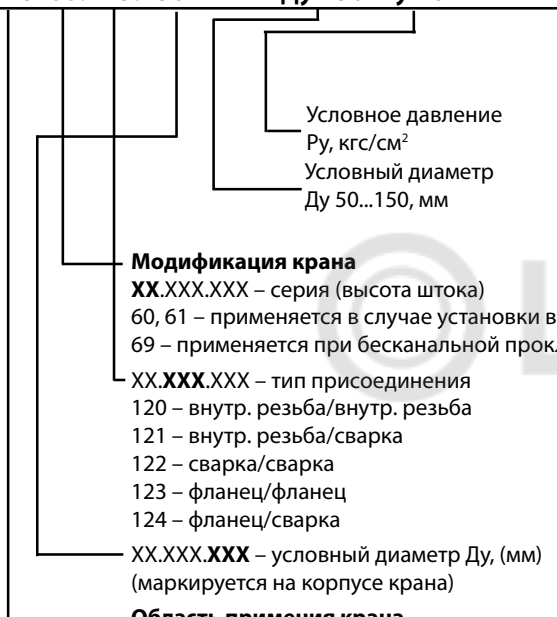 Условное давление
Ру, кгс/см²
Условный диаметр
Ду 50...150, мм
Модификация крана
XX.XXX.XXX – серия (высота штока)
60, 61 – применяется в случае установки в
69 – применяется при бесканальной прок
XX.XXX.XXX – тип присоединения
120 – внутр. резьба/внутр. резьба
121 – внутр. резьба/сварка
122 – сварка/сварка
123 – фланец/фланец
124 – фланец/сварка
XX.XXX.XXX – условный диаметр Ду, (мм)
(маркируется на корпусе крана)
Область примения крана